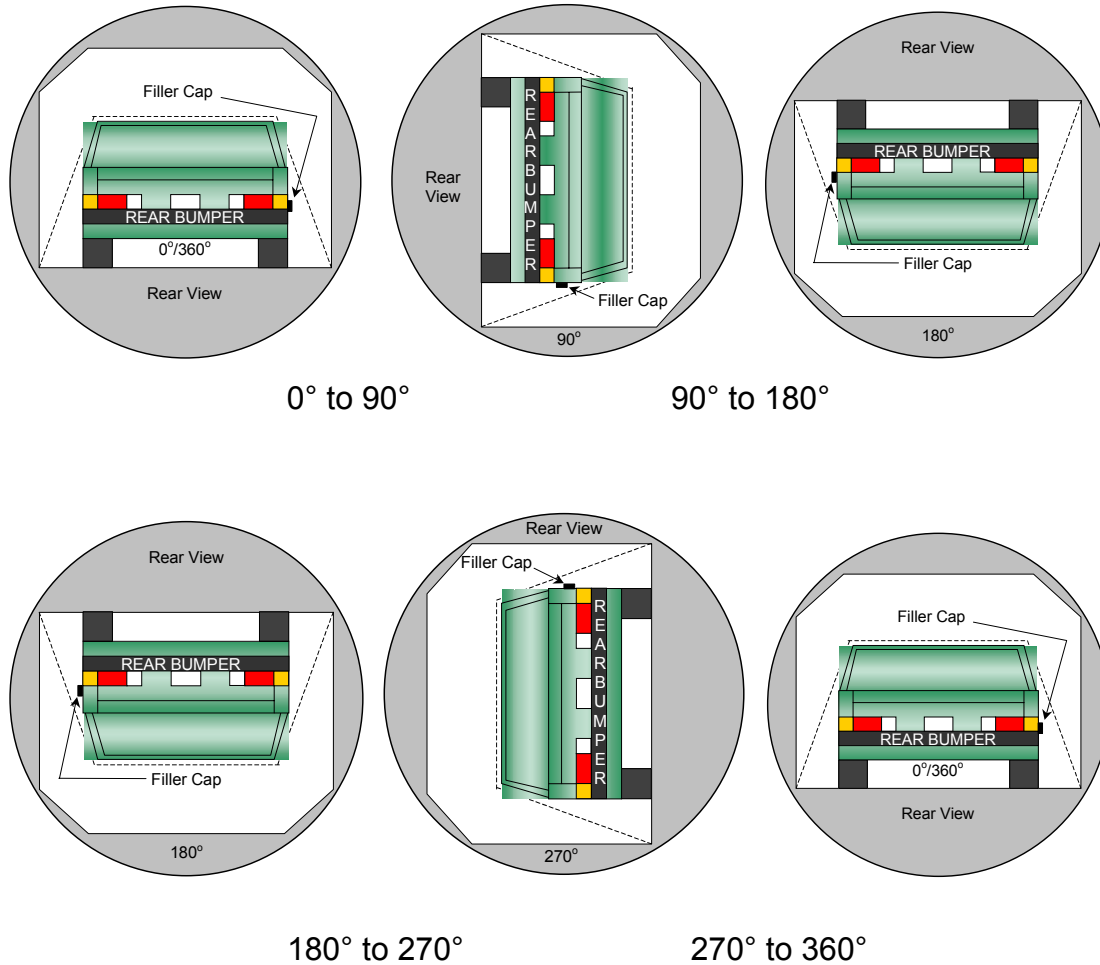 Filler Cap
REAR BUMPER
0°/360°
Rear View
REARBUMPER
Rear
View
Filler Cap
90°
Rear View
REAR BUMPER
Filler Cap
180°
0° to 90°
90° to 180°
Rear View
REAR BUMPER
Filler Cap
180°
Rear View
Filler Cap
REARBUMPER
270°
Filler Cap
REAR BUMPER
0°/360°
Rear View
180° to 270°
270° to 360°